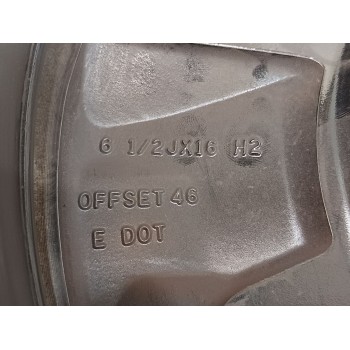 6 1/2JX16 H2
OFFSET 46
E DOT